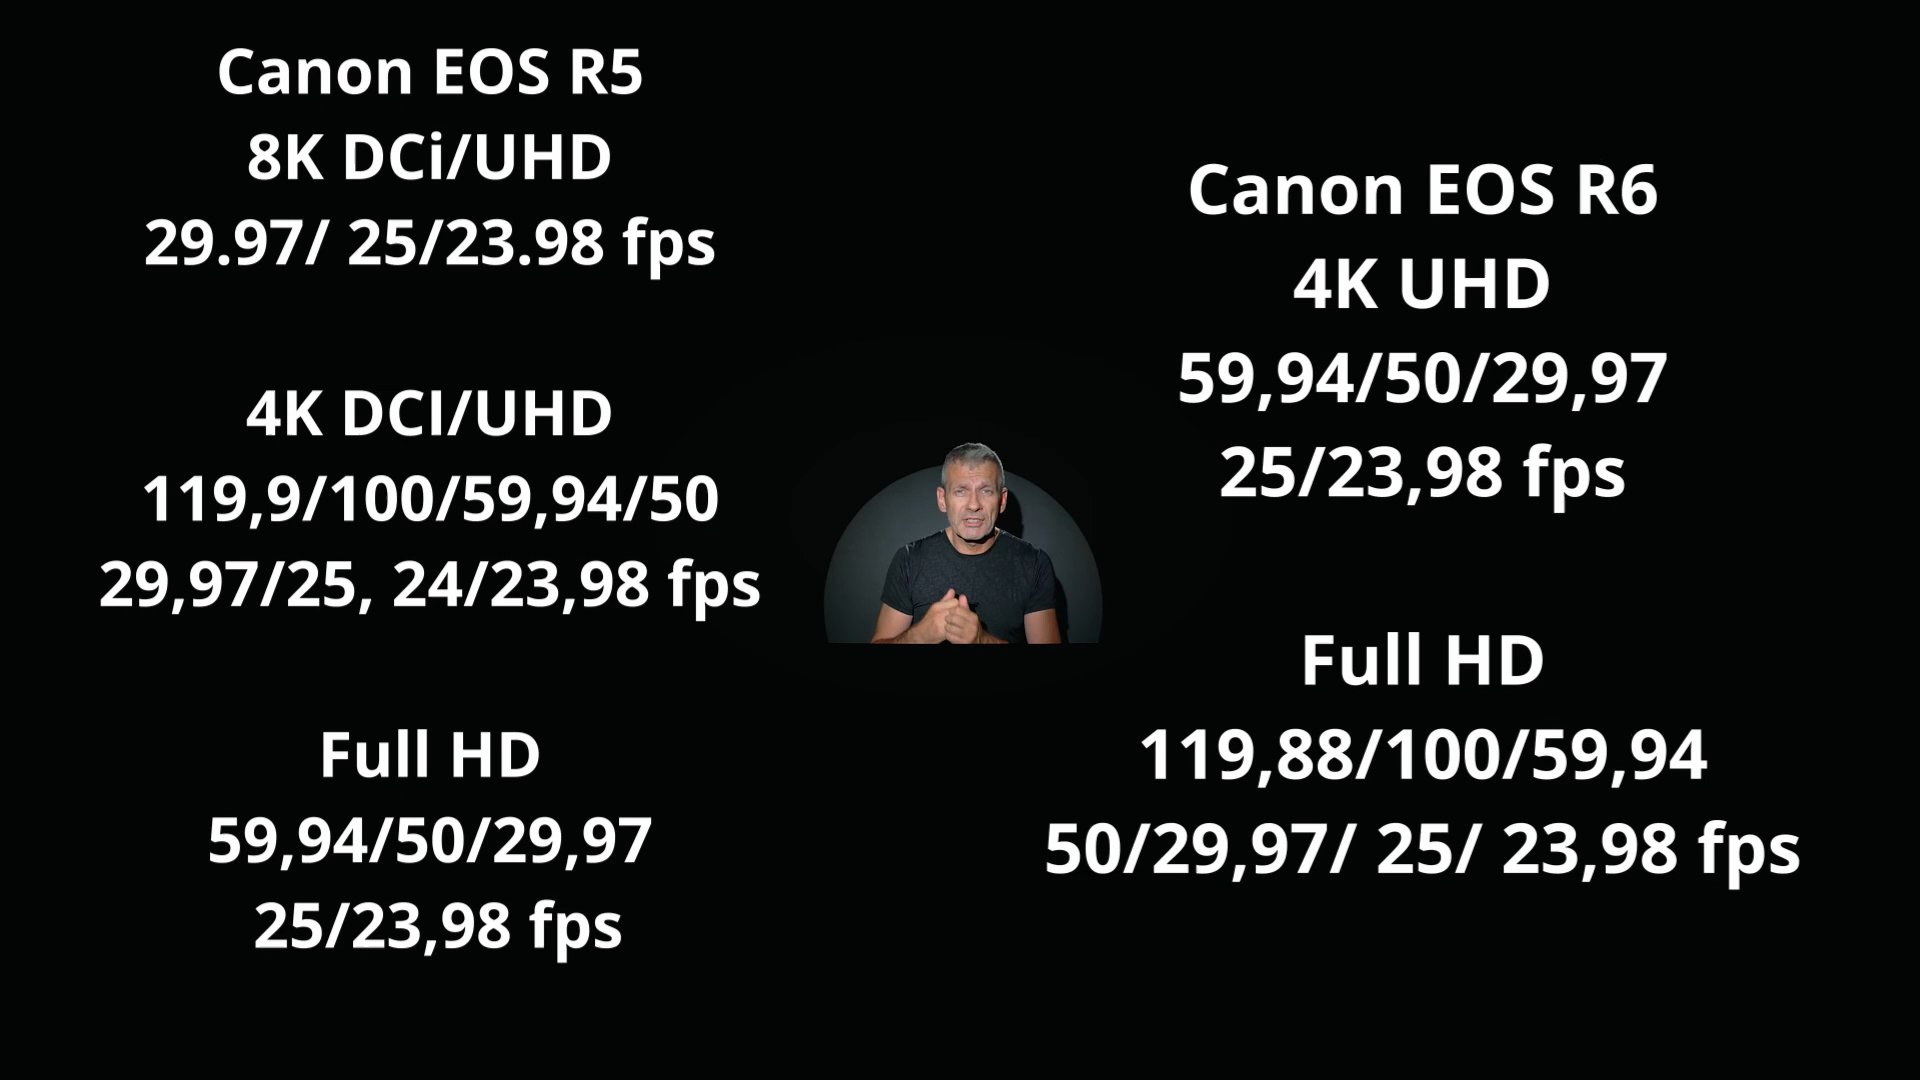 Canon EOS R5
8K DCi/UHD
29.97/ 25/23.98 fps
4K DCI/UHD
119,9/100/59,94/50
29,97/25, 24/23,98 fps
Full HD
59,94/50/29,97
25/23,98 fps
Canon EOS R6
4K UHD
59,94/50/29,97
25/23,98 fps
Full HD
119,88/100/59,94
50/29,97/ 25/ 23,98 fps